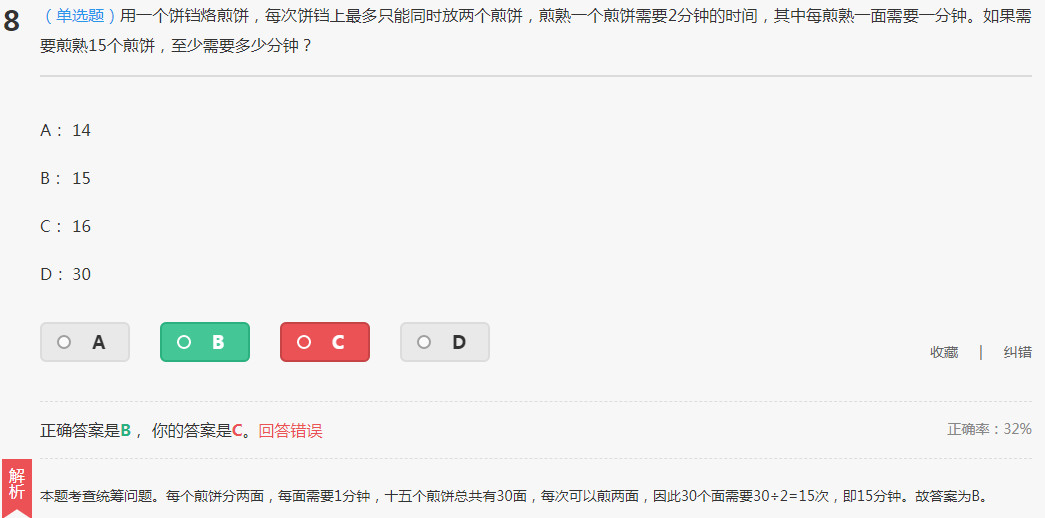 8
（单选题）用一个饼铛烙煎饼，每次饼铛上最多只能同时放两个煎饼，煎熟一个煎饼需要2分钟的时间，其中每煎熟一面需要一分钟。如果需
要煎熟15个煎饼，至少需要多少分钟？
A： 14
B： 15
C： 16
D： 30
A B C D
收藏 | 纠错
正确答案是B， 你的答案是C。回答错误
正确率：32%
解析
本题考查统筹问题。每个煎饼分两面，每面需要1分钟，十五个煎饼总共有30面，每次可以煎两面，因此30个面需要30÷2=15次，即15分钟。故答案为B。